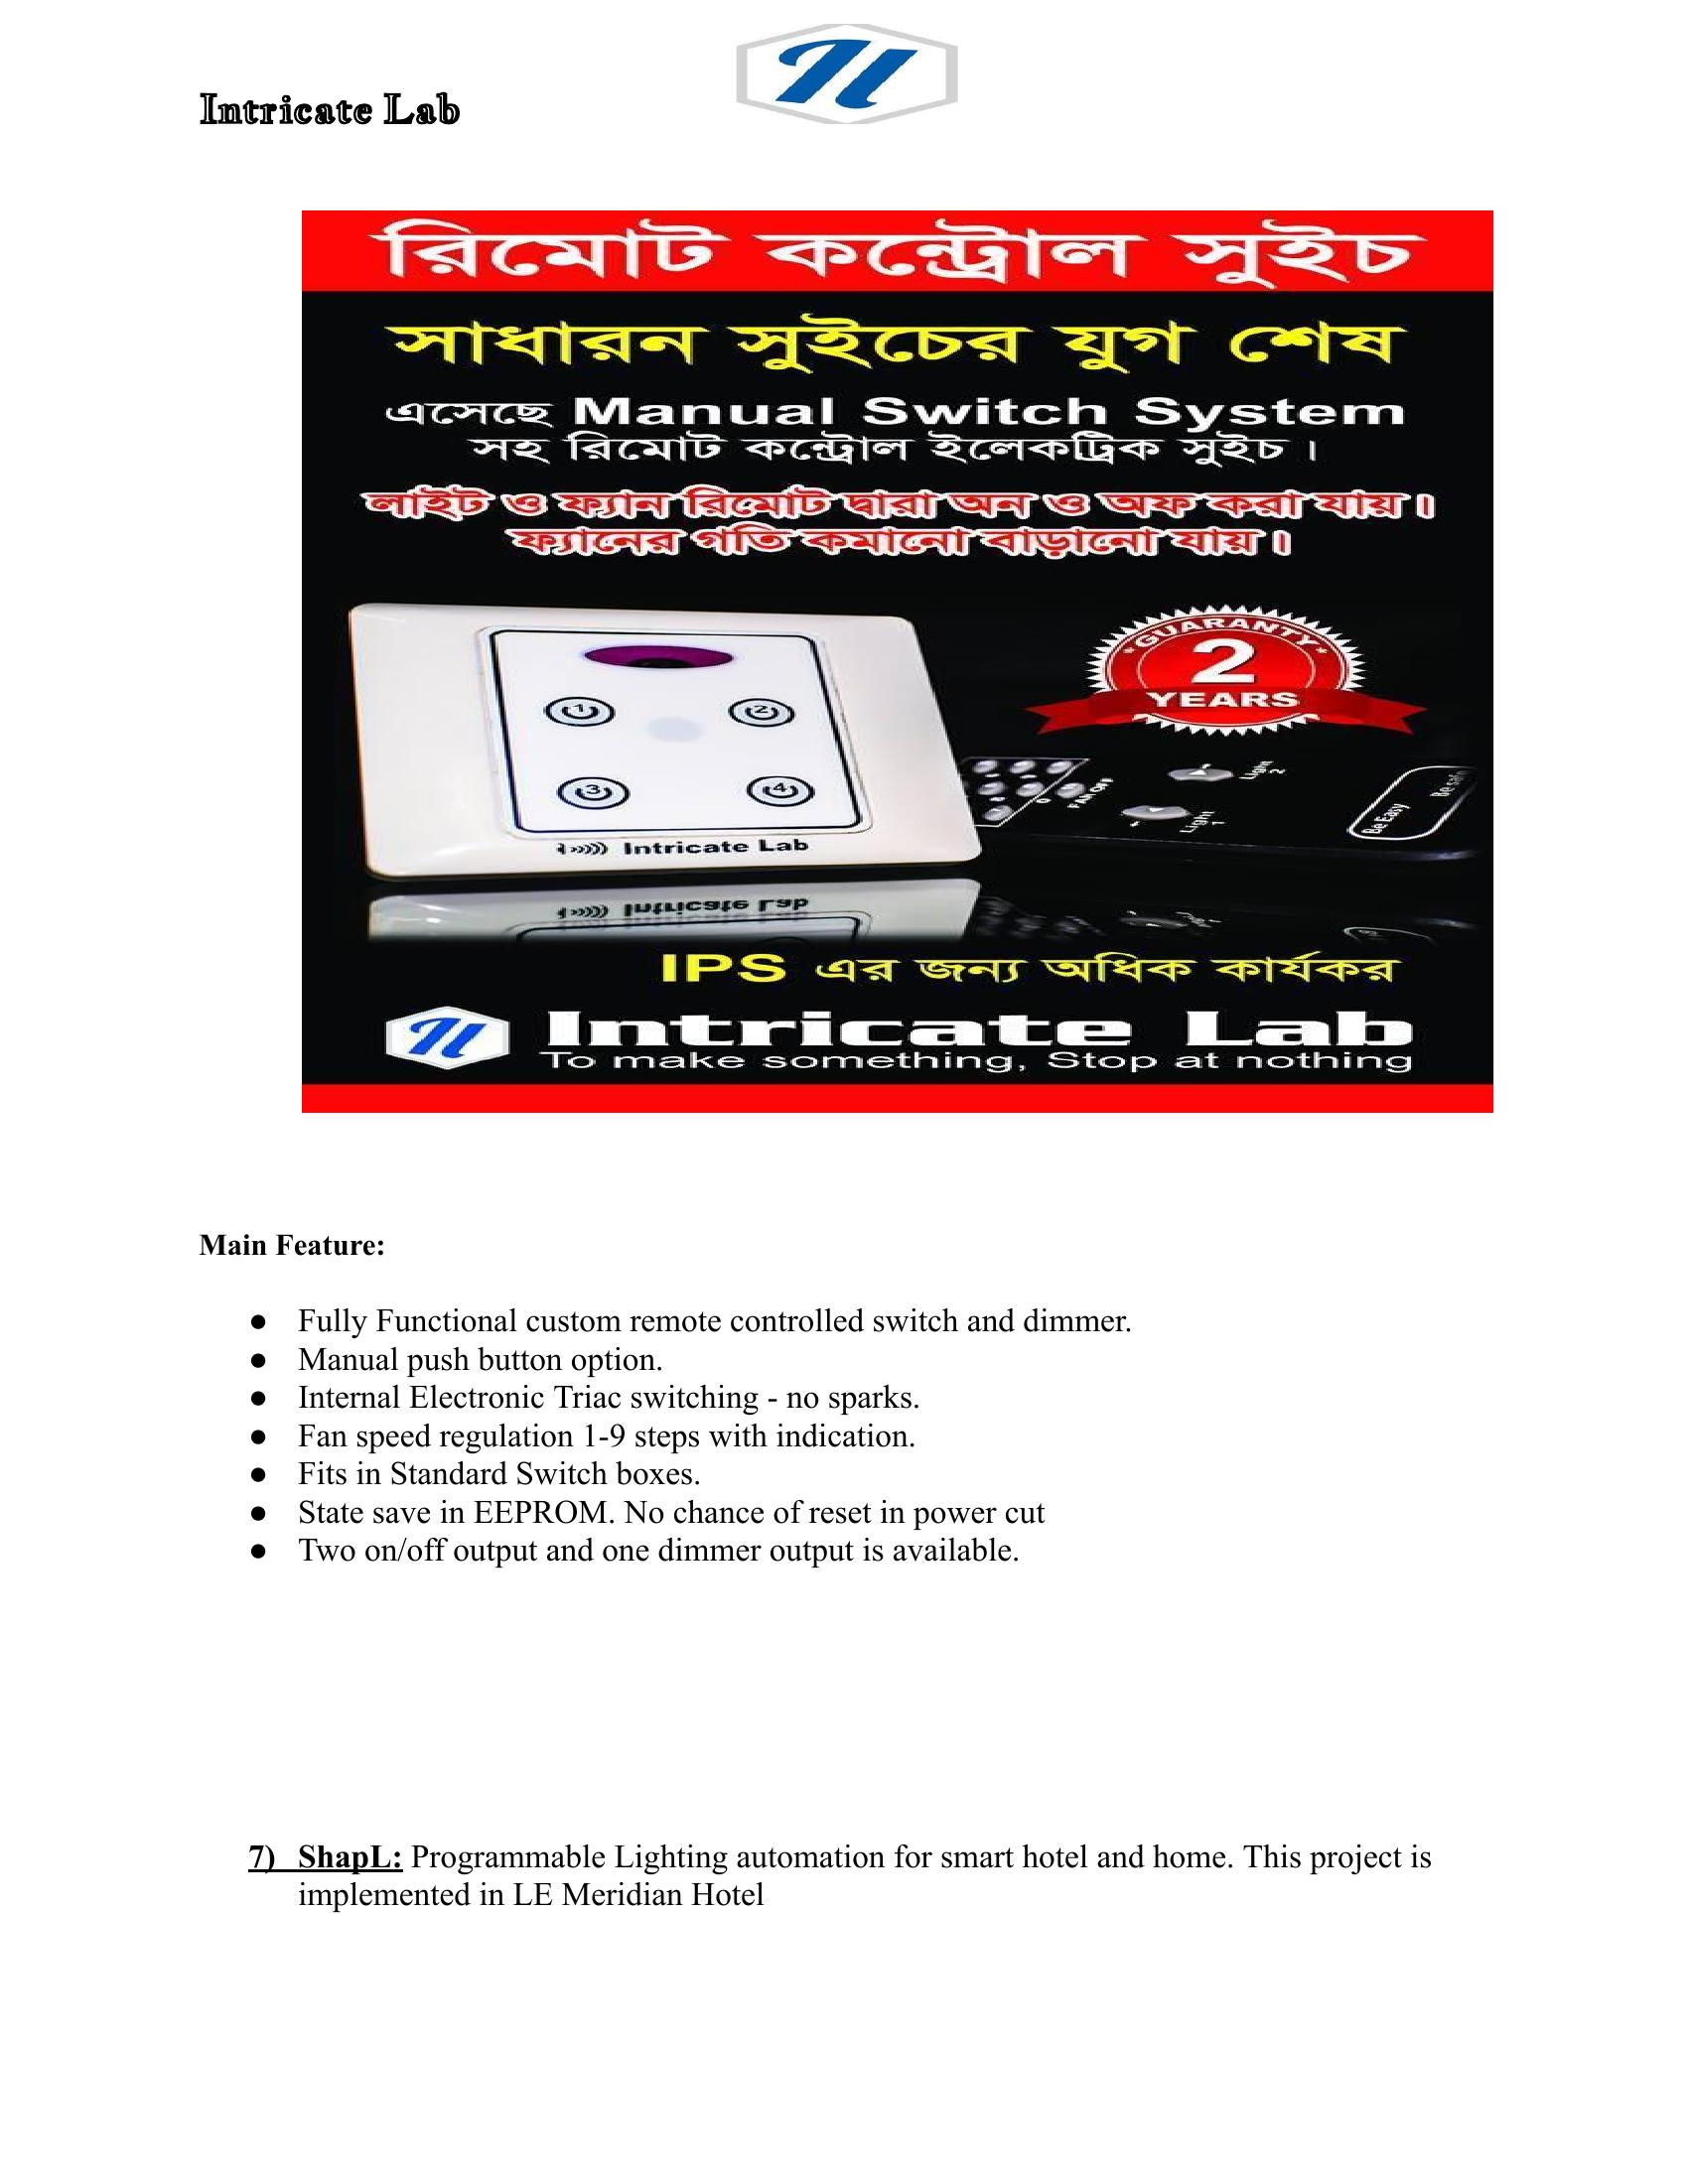 Intricate Lab
রিমোট কন্ট্রোল সুইচ
সাধারন সুইচের যুগ শেষ
এসেছে Manual Switch System
সহ রিমোট কন্ট্রোল ইলেকট্রিক সুইচ।
লাইট ও ফ্যান রিমোট দ্বারা অন ও অফ করা যায়।
ফ্যানের গতি কমানো বাড়ানো যায়।
GUARANTY
2
YEARS
1
2
3
4
Intricate Lab
FAN OFF
Light 2
Light 1
Be Easy
IPS এর জন্য অধিক কার্যকর
Intricate Lab
To make something, Stop at nothing
Main Feature:
● Fully Functional custom remote controlled switch and dimmer.
● Manual push button option.
● Internal Electronic Triac switching - no sparks.
● Fan speed regulation 1-9 steps with indication.
● Fits in Standard Switch boxes.
● State save in EEPROM. No chance of reset in power cut
● Two on/off output and one dimmer output is available.
7) ShapL: Programmable Lighting automation for smart hotel and home. This project is
implemented in LE Meridian Hotel